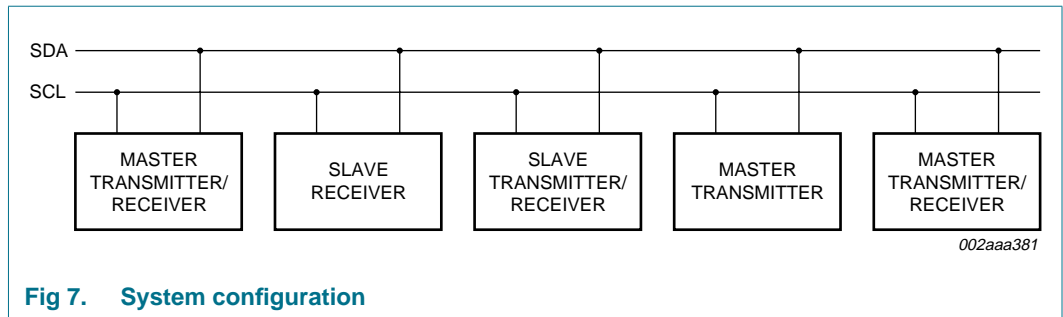 SDA
SCL
MASTER
TRANSMITTER/
RECEIVER
SLAVE
RECEIVER
SLAVE
TRANSMITTER/
RECEIVER
MASTER
TRANSMITTER
MASTER
TRANSMITTER/
RECEIVER
002aaa381
Fig 7. System configuration